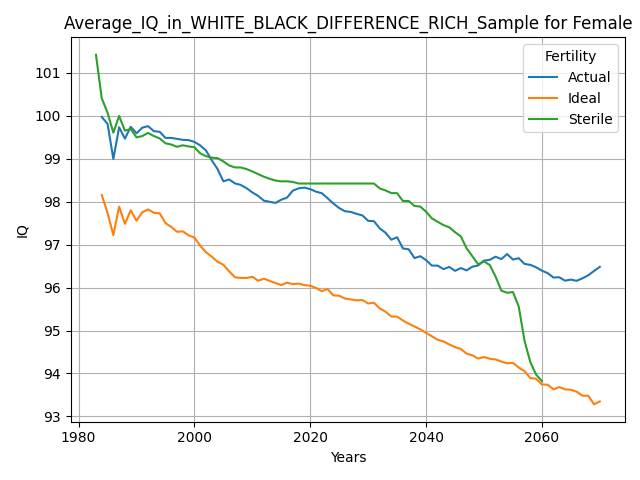 Average_IQ_in_WHITE_BLACK_DIFFERENCE_RICH_Sample for Female
Fertility
Actual
Ideal
Sterile
101
100
99
98
97
96
95
94
93
IQ
1980
2000
2020
2040
2060
Years